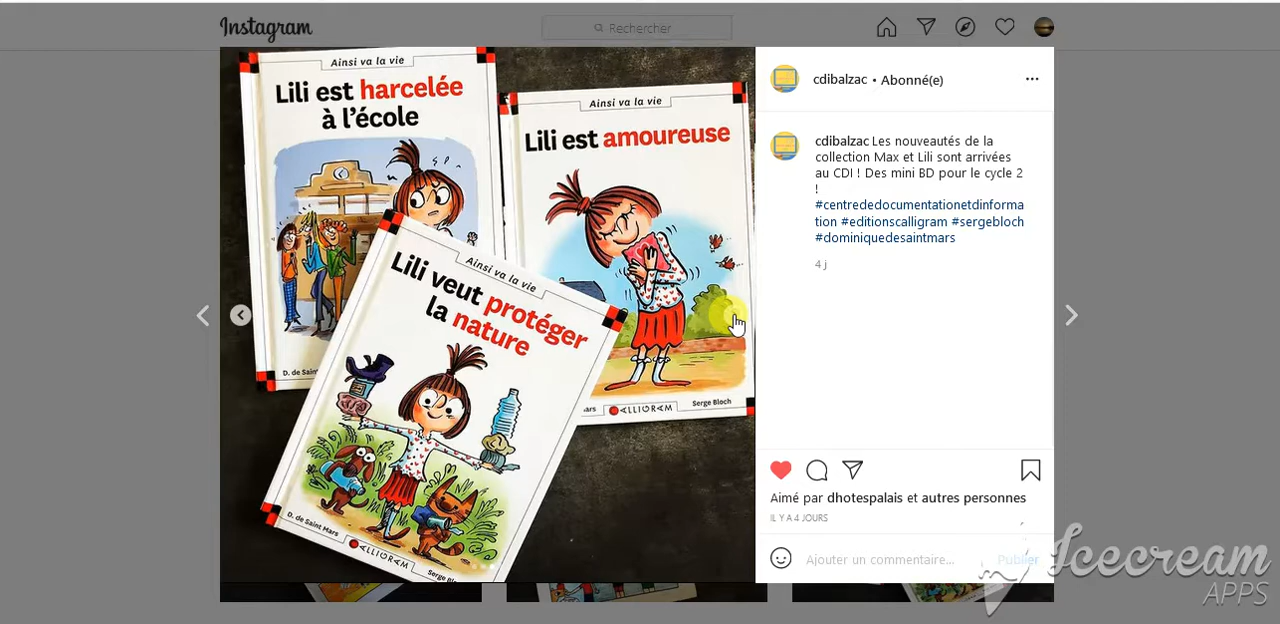 Instagram
Rechercher
Ainsi va la vie
Lili est harcelée
à l'école
D. de Saint
Ainsi va la vie
Lili est amoureuse
CALLIGRAM
Serge Bloch
Ainsi va la vie
Lili veut protéger
la nature
D. de Saint Mars
CALLIGRAM
cdibalzac • Abonné(e)
cdibalzac Les nouveautés de la
collection Max et Lili sont arrivées
au CDI ! Des mini BD pour le cycle 2
!
#centrededocumentationetdinforma
tion #editionscalligram #sergebloch
#dominiquedesaintmars
4 j
Aimé par dhotespalais et autres personnes
IL Y A 4 JOURS
Ajouter un commentaire...
Publier
Icecream
APPS